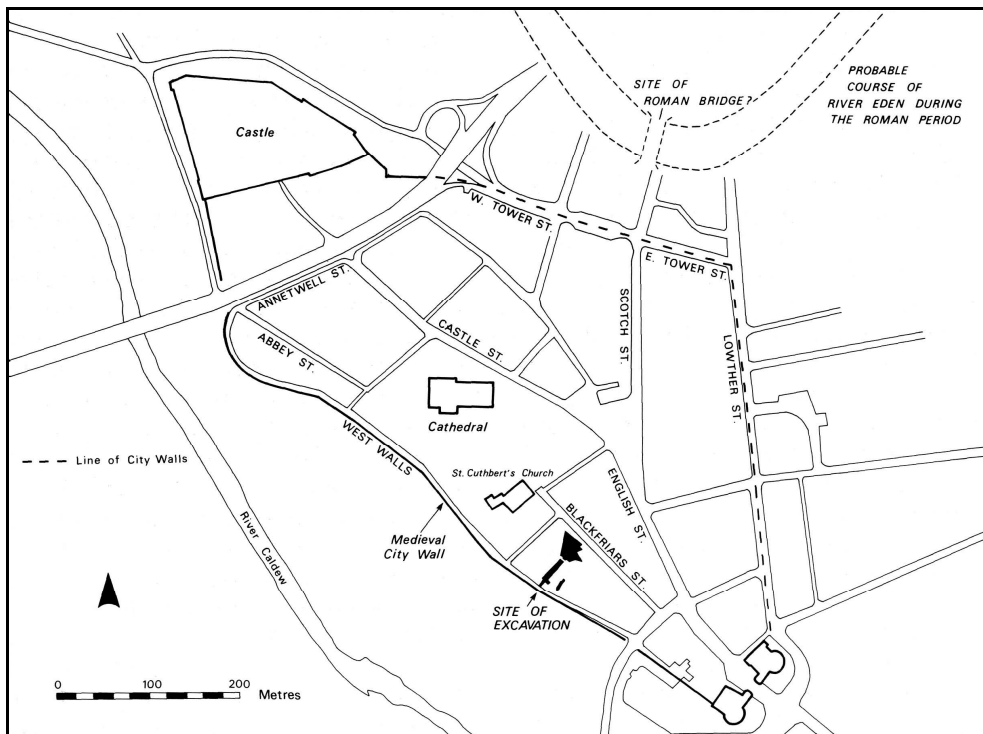 SITE OF
ROMAN BRIDGE?
PROBABLE
COURSE OF
RIVER EDEN DURING
THE ROMAN PERIOD
Castle
W. TOWER ST.
E. TOWER ST.
ANNETWELL ST.
SCOTCH ST.
CASTLE ST.
ABBEY ST.
LOWTHER ST.
Cathedral
WEST WALLS
Line of City Walls
St. Cuthbert's Church
ENGLISH ST.
BLACKFRIARS ST.
River Caldew
Medieval
City Wall
SITE OF
EXCAVATION
0 100 200
Metres